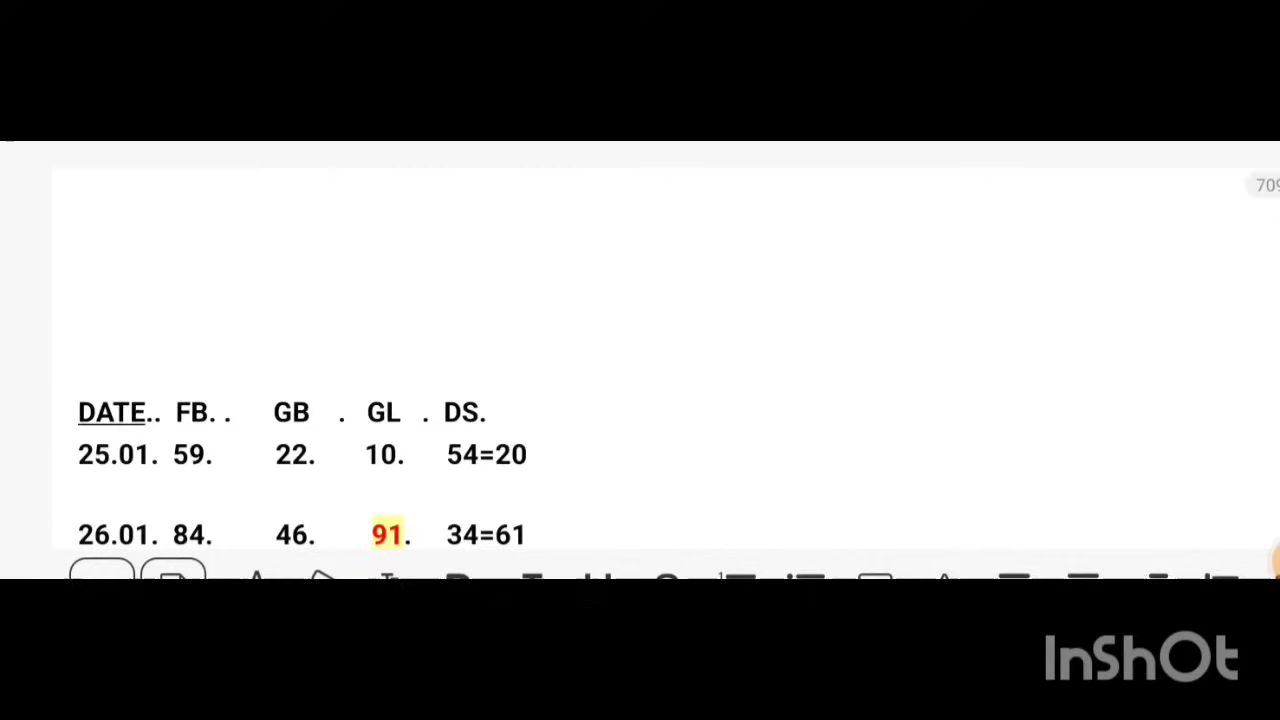 709
DATE.. FB. . GB . GL . DS.
25.01. 59. 22. 10. 54=20
26.01. 84. 46. 91. 34=61
InShOt